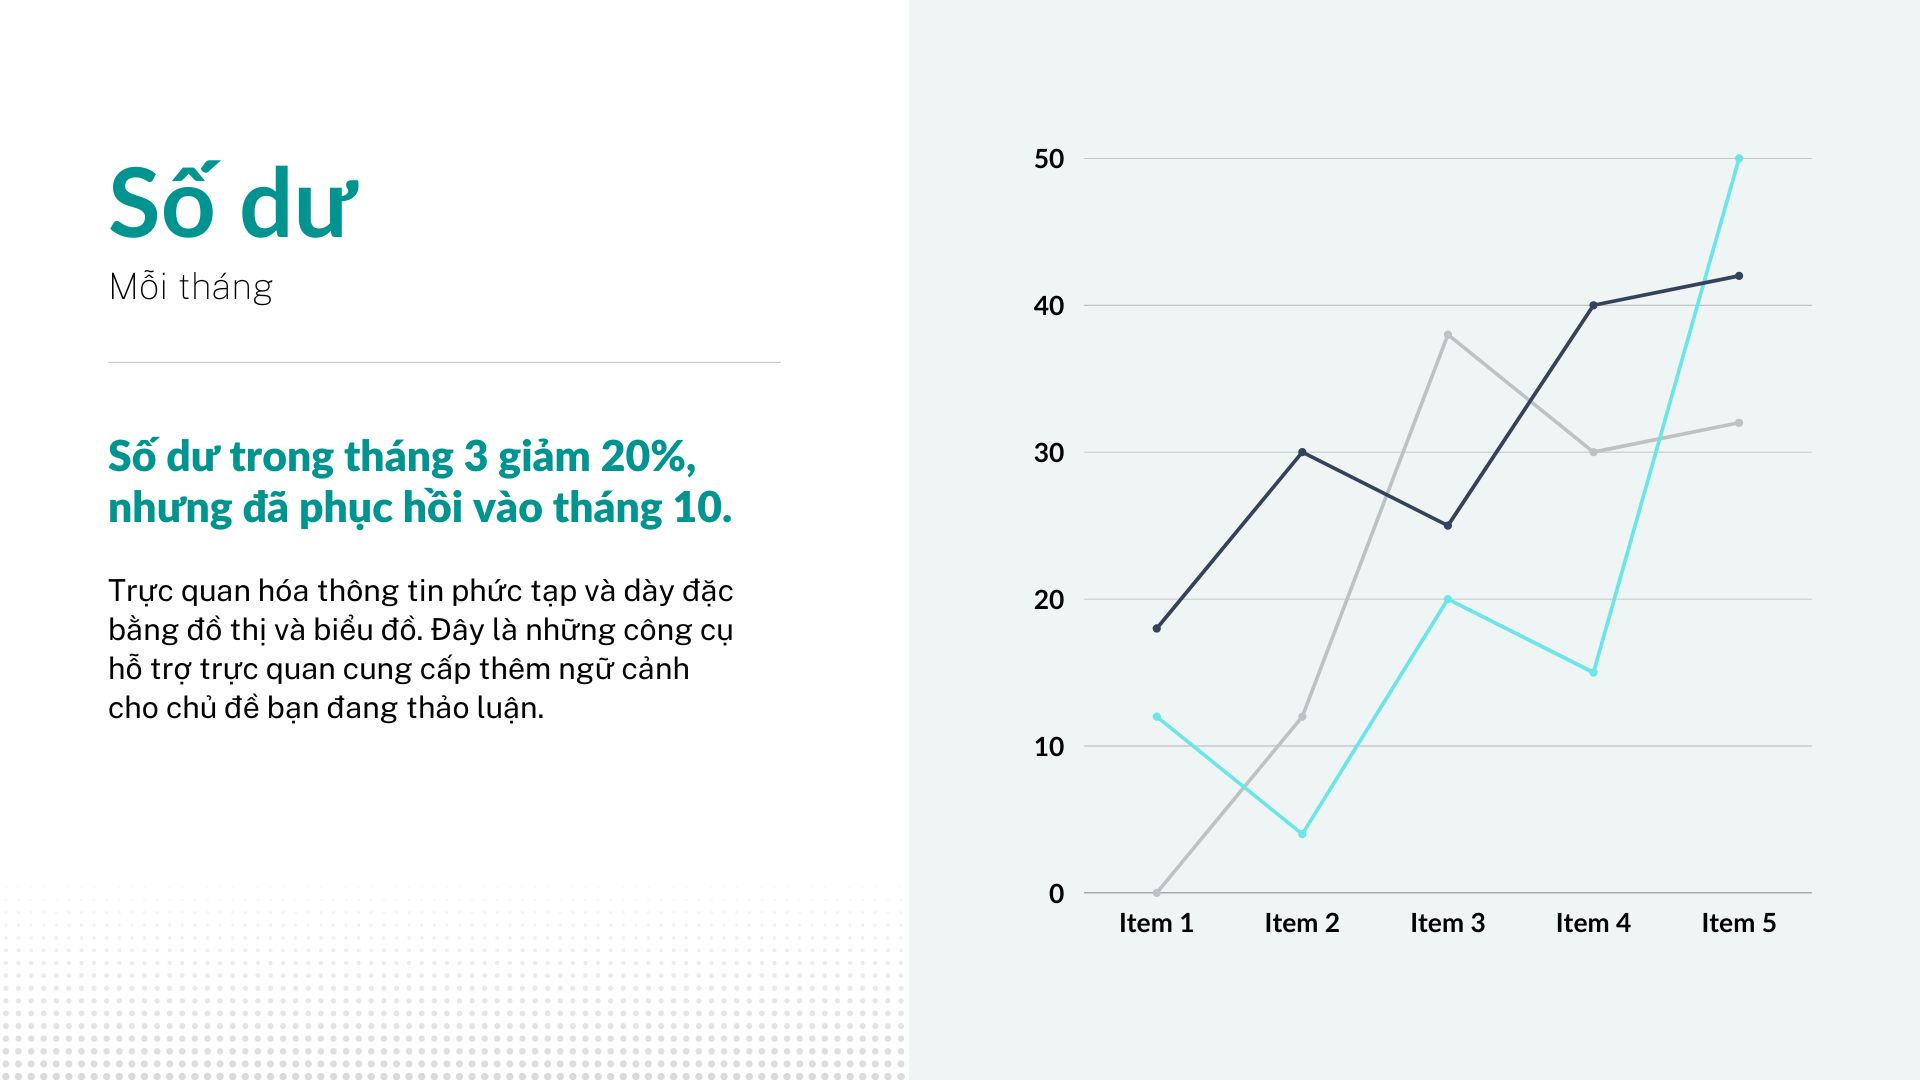 Số dư
Mỗi tháng
Số dư trong tháng 3 giảm 20%,
nhưng đã phục hồi vào tháng 10.
Trực quan hóa thông tin phức tạp và dày đặc
bằng đồ thị và biểu đồ. Đây là những công cụ
hỗ trợ trực quan cung cấp thêm ngữ cảnh
cho chủ đề bạn đang thảo luận.
50
40
30
20
10
0
Item 1 Item 2 Item 3 Item 4 Item 5